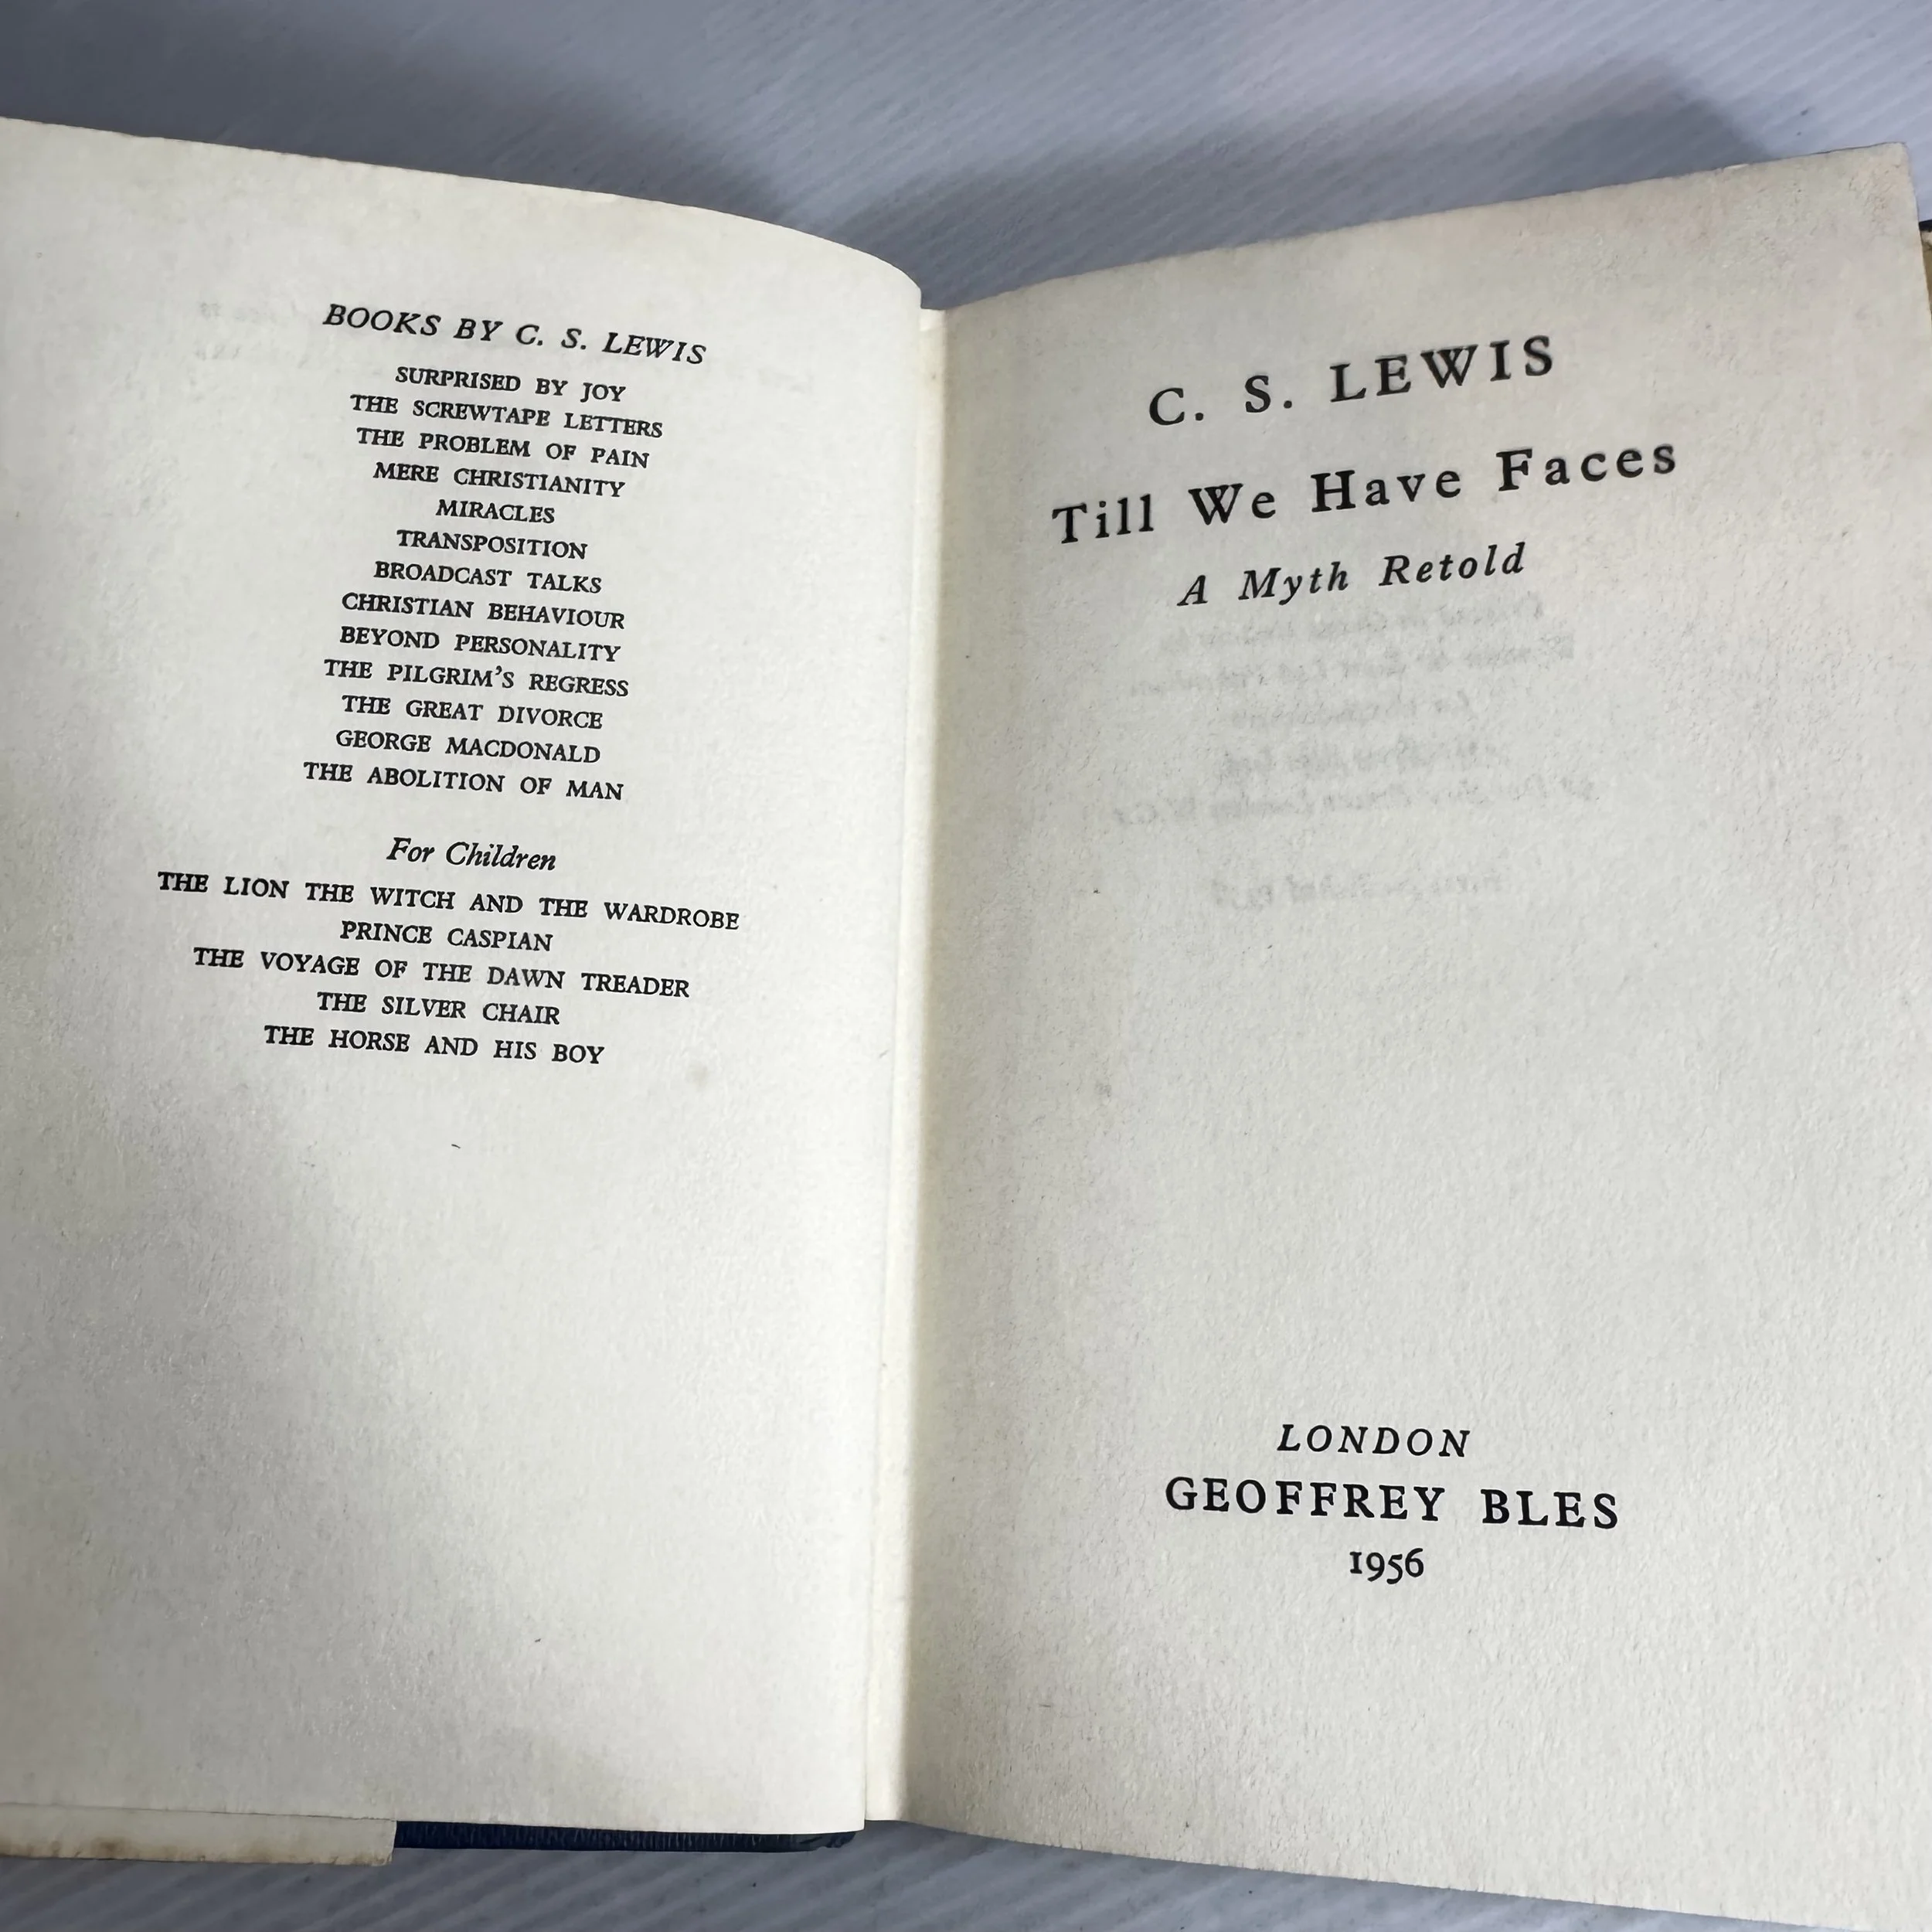 BOOKS BY C. S. LEWIS
SURPRISED BY JOY
THE SCREWTAPE LETTERS
THE PROBLEM OF PAIN
MERE CHRISTIANITY
MIRACLES
TRANSPOSITION
BROADCAST TALKS
CHRISTIAN BEHAVIOUR
BEYOND PERSONALITY
THE PILGRIM'S REGRESS
THE GREAT DIVORCE
GEORGE MACDONALD
THE ABOLITION OF MAN
For Children
THE LION THE WITCH AND THE WARDROBE
PRINCE CASPIAN
THE VOYAGE OF THE DAWN TREADER
THE SILVER CHAIR
THE HORSE AND HIS BOY
C. S. LEWIS
Till We Have Faces
A Myth Retold
LONDON
GEOFFREY BLES
1956